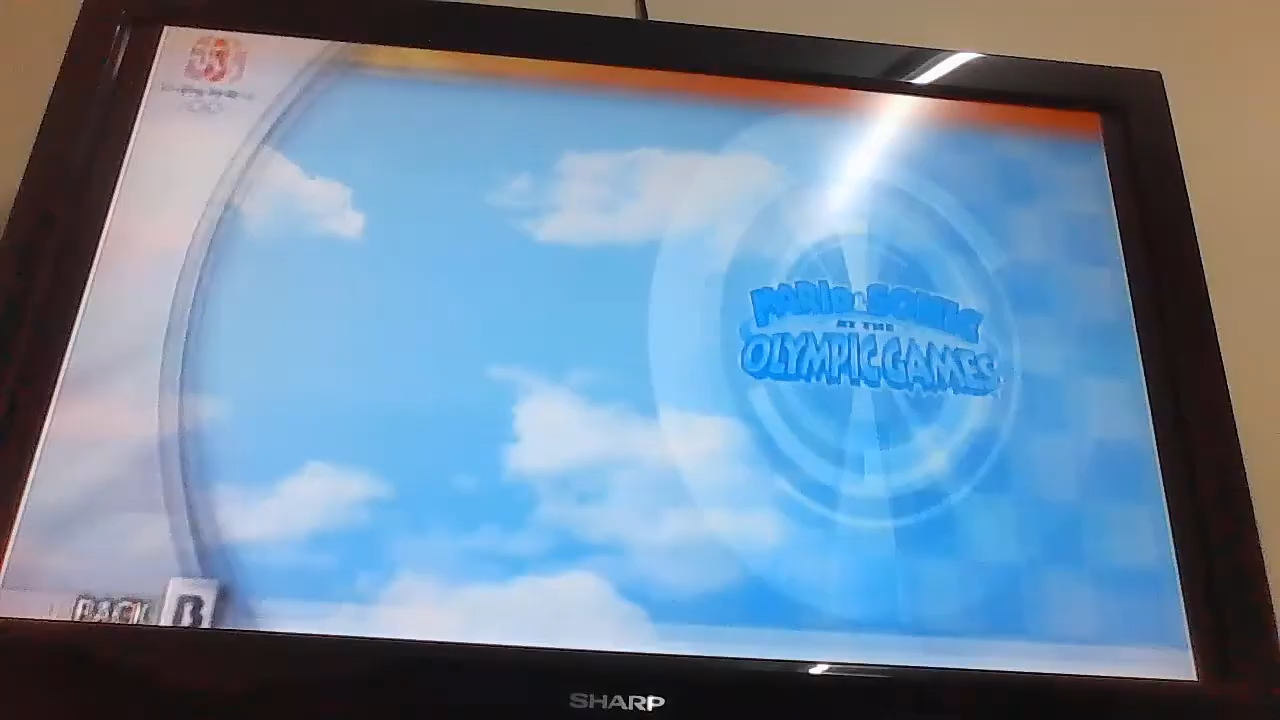 MARIO & SONIC
AT THE
OLYMPIC GAMES
BACK B
SHARP